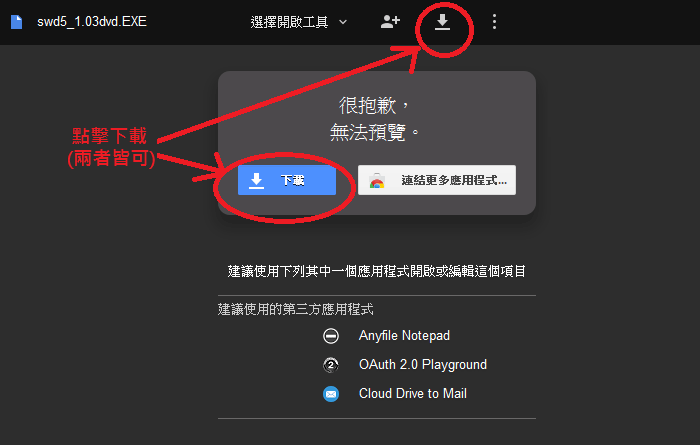 swd5_1.03dvd.EXE
選擇開啟工具
很抱歉，
無法預覽。
點擊下載
(兩者皆可)
下載
連結更多應用程式...
建議使用下列其中一個應用程式開啟或編輯這個項目
建議使用的第三方應用程式
Anyfile Notepad
2 OAuth 2.0 Playground
Cloud Drive to Mail